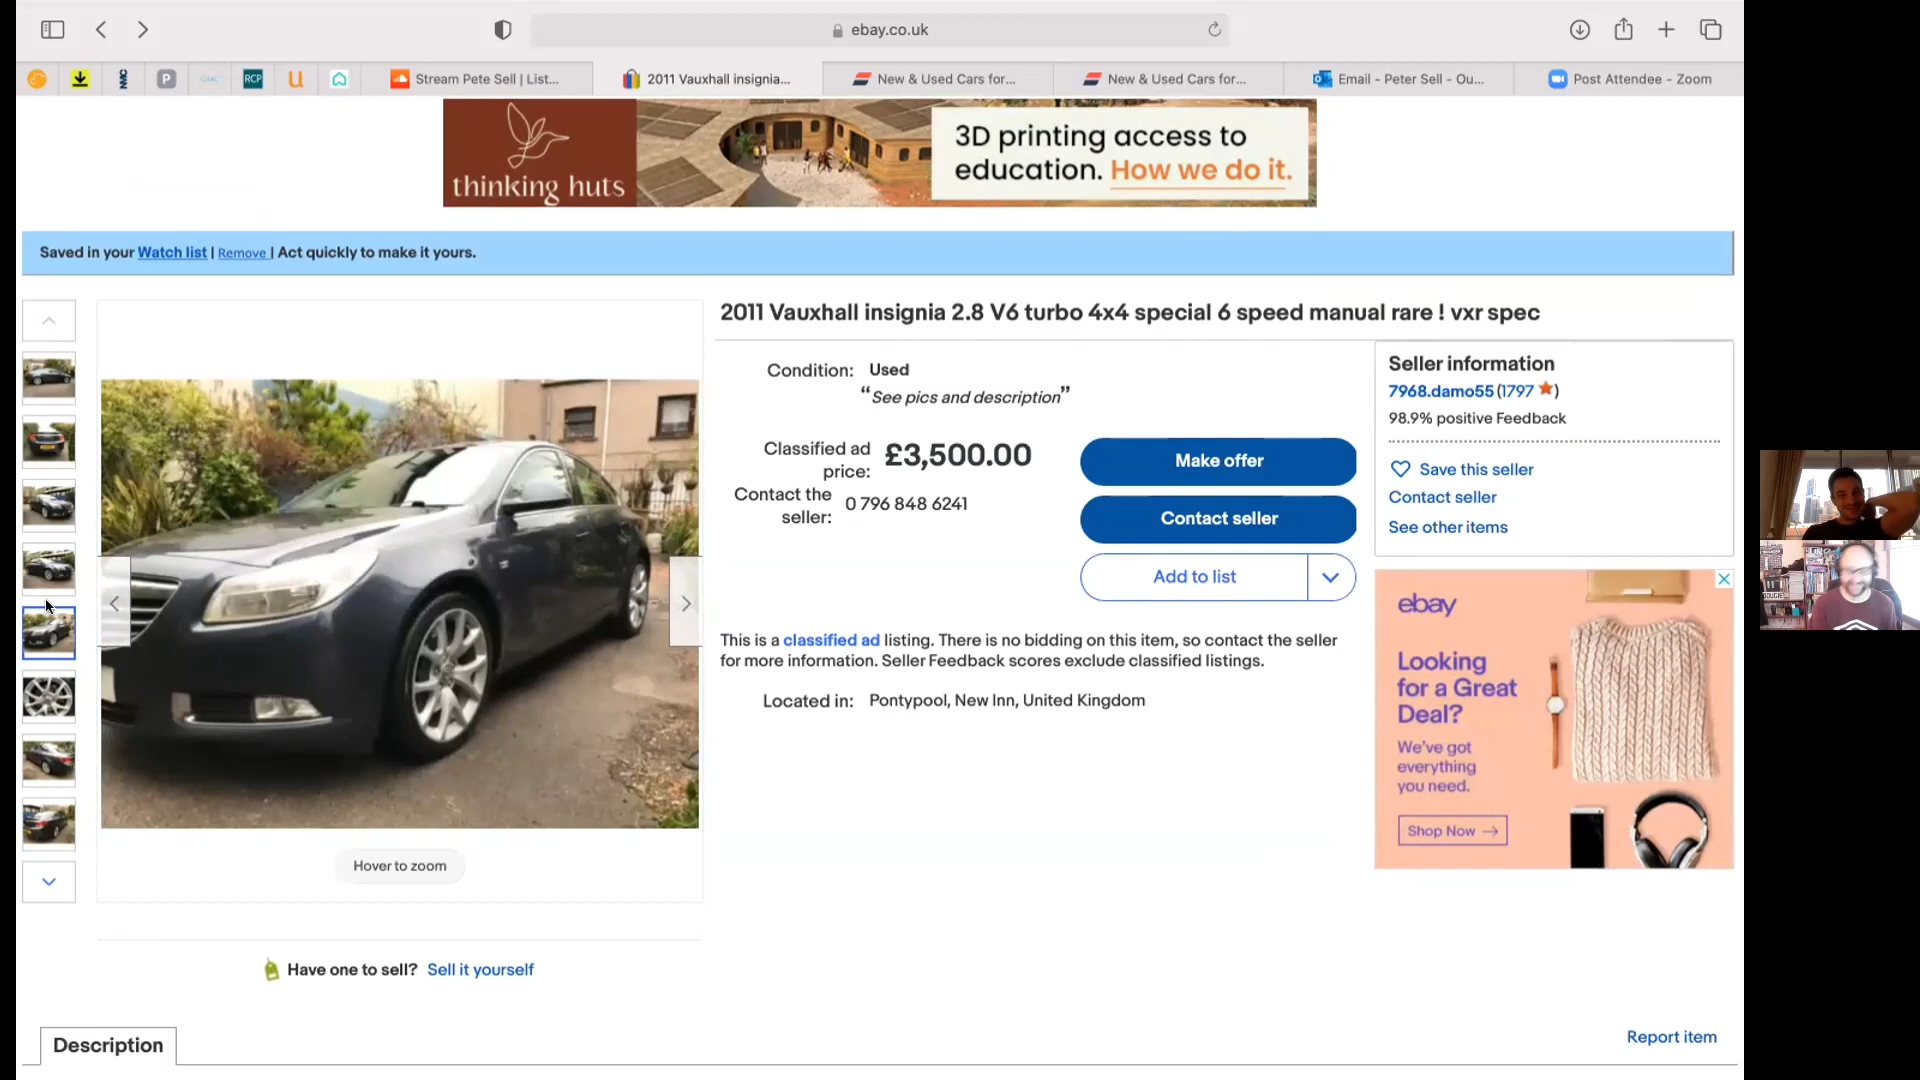 ebay.co.uk
Stream Pete Sell | List...
2011 Vauxhall insignia...
New & Used Cars for...
New & Used Cars for...
Email - Peter Sell - Ou...
Post Attendee - Zoom
NMC
P
GMC
RCP
u
thinking huts
3D printing access to
education. How we do it.
Saved in your Watch list | Remove | Act quickly to make it yours.
2011 Vauxhall insignia 2.8 V6 turbo 4x4 special 6 speed manual rare ! vxr spec
Condition: Used
“See pics and description”
Classified ad
price: £3,500.00
Contact the
seller: 0 796 848 6241
Make offer
Contact seller
Add to list
This is a classified ad listing. There is no bidding on this item, so contact the seller
for more information. Seller Feedback scores exclude classified listings.
Located in: Pontypool, New Inn, United Kingdom
Seller information
7968.damo55 (1797 ★)
98.9% positive Feedback
Save this seller
Contact seller
See other items
ebay
Looking
for a Great
Deal?
We've got
everything
you need.
Shop Now →
Hover to zoom
Have one to sell? Sell it yourself
Description
Report item
DOUGIE